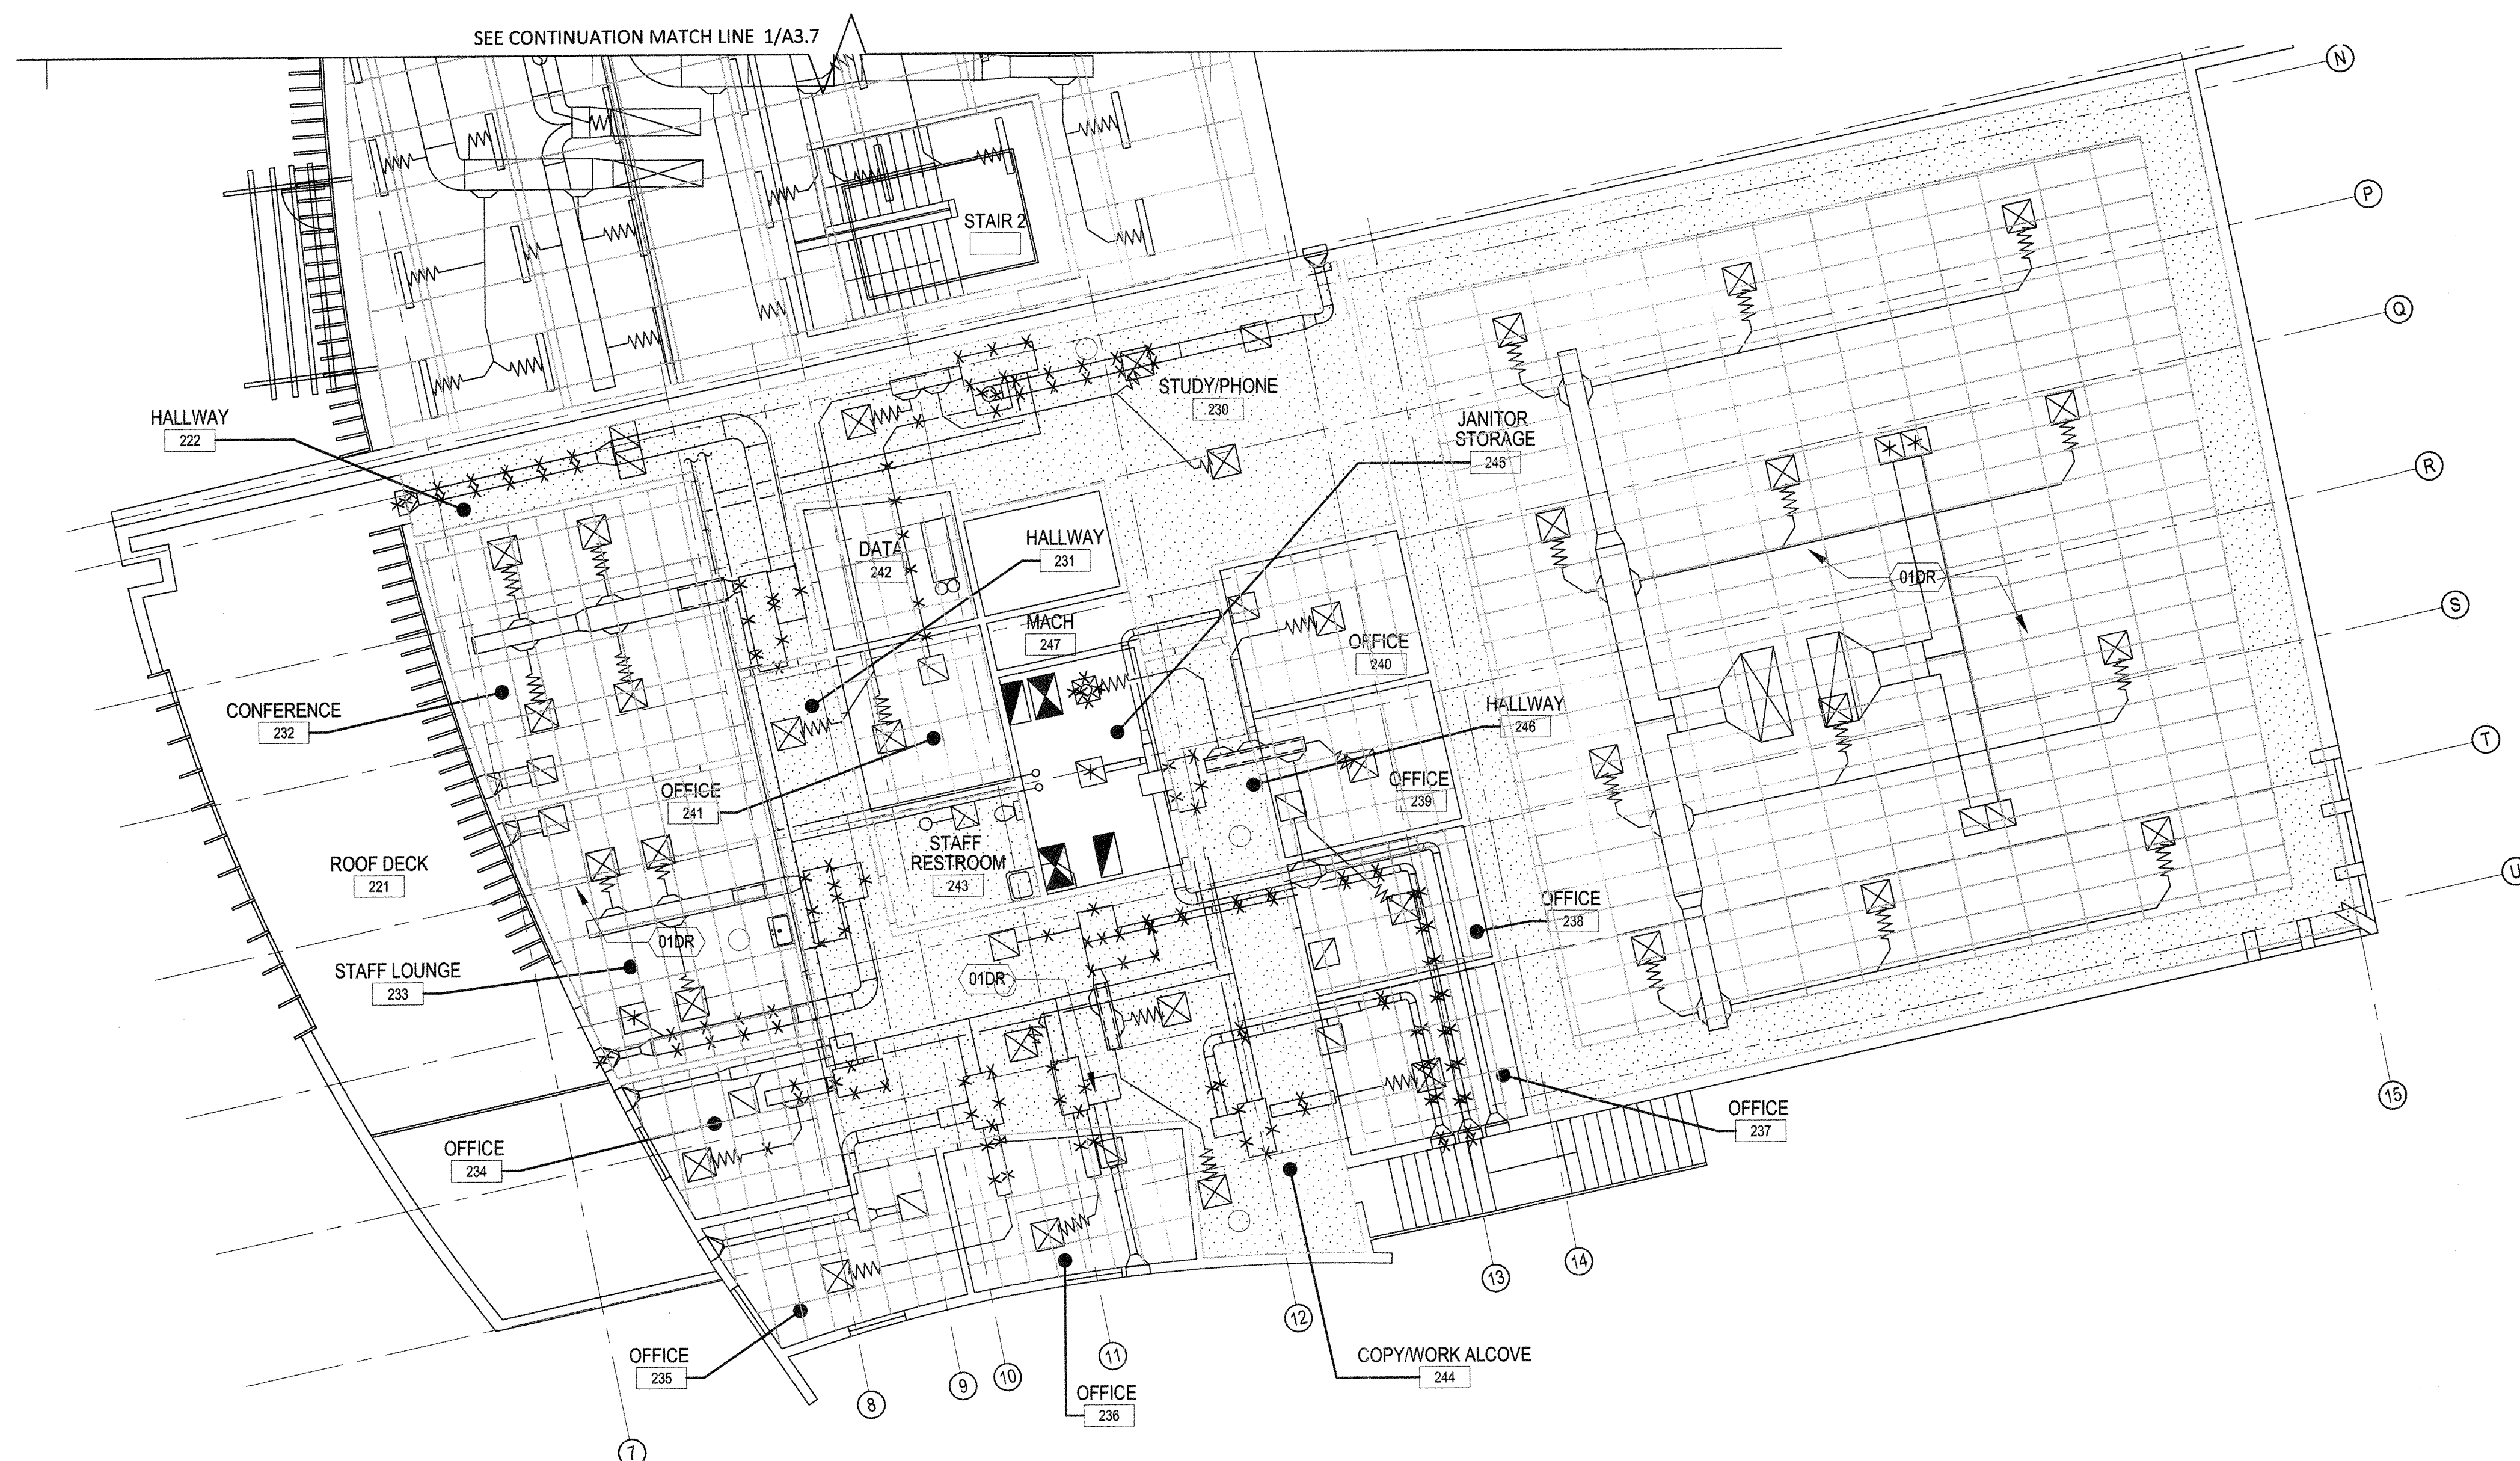 SEE CONTINUATION MATCH LINE 1/A3.7
N
P
STAIR 2
Q
HALLWAY
222
STUDY/PHONE
230
JANITOR
STORAGE
245
R
DATA
242
HALLWAY
231
01DR
S
MACH
247
OFFICE
240
CONFERENCE
232
HALLWAY
246
T
OFFICE
241
OFFICE
239
STAFF
RESTROOM
243
ROOF DECK
221
U
OFFICE
238
01DR
STAFF LOUNGE
233
01DR
15
OFFICE
237
OFFICE
234
14
13
12
OFFICE
235
11
COPY/WORK ALCOVE
244
10
9
8
OFFICE
236
7